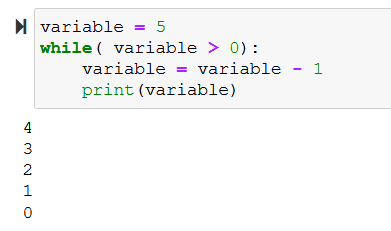 variable = 5
while( variable > 0):
    variable = variable - 1
    print(variable)
4
3
2
1
0